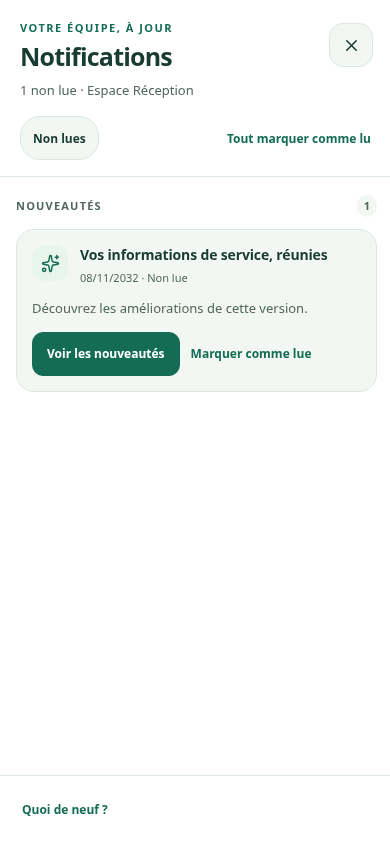 VOTRE ÉQUIPE, À JOUR
Notifications
1 non lue · Espace Réception
Non lues
Tout marquer comme lu
NOUVEAUTÉS
1
Vos informations de service, réunies
08/11/2032 · Non lue
Découvrez les améliorations de cette version.
Voir les nouveautés
Marquer comme lue
Quoi de neuf ?